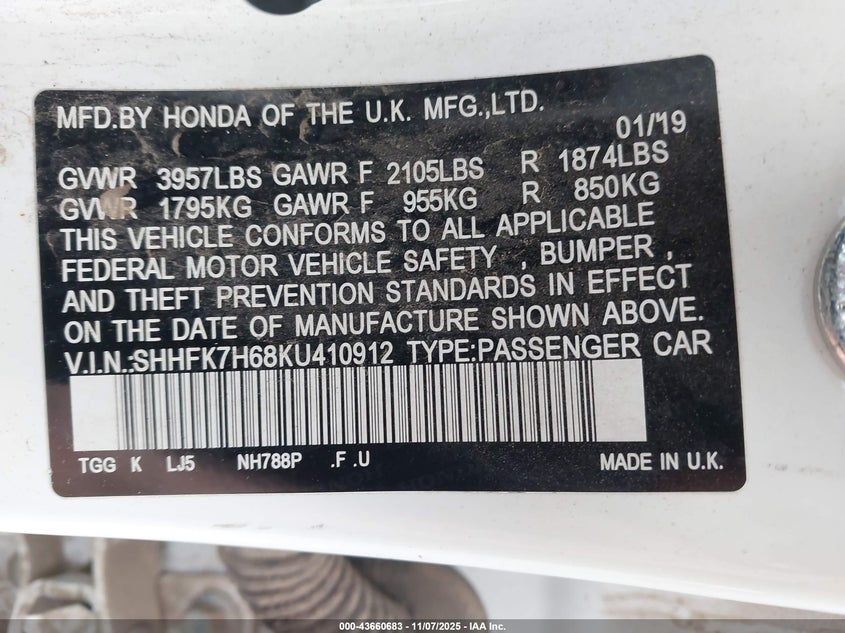 MFD.BY HONDA OF THE U.K. MFG.,LTD.
01/'19
GVWR 3957LBS GAWR F 2105LBS R 1874LBS
GVWR 1795KG GAWR F 955KG R 850KG
THIS VEHICLE CONFORMS TO ALL APPLICABLE
FEDERAL MOTOR VEHICLE SAFETY , BUMPER ,
AND THEFT PREVENTION STANDARDS IN EFFECT
ON THE DATE OF MANUFACTURE SHOWN ABOVE.
V.I.N.:SHHFK7H68KU410912 TYPE:PASSENGER CAR
TGG K LJ5 NH788P .F .U MADE IN U.K.
000-43660683 - 11/07/2025 - IAA Inc.